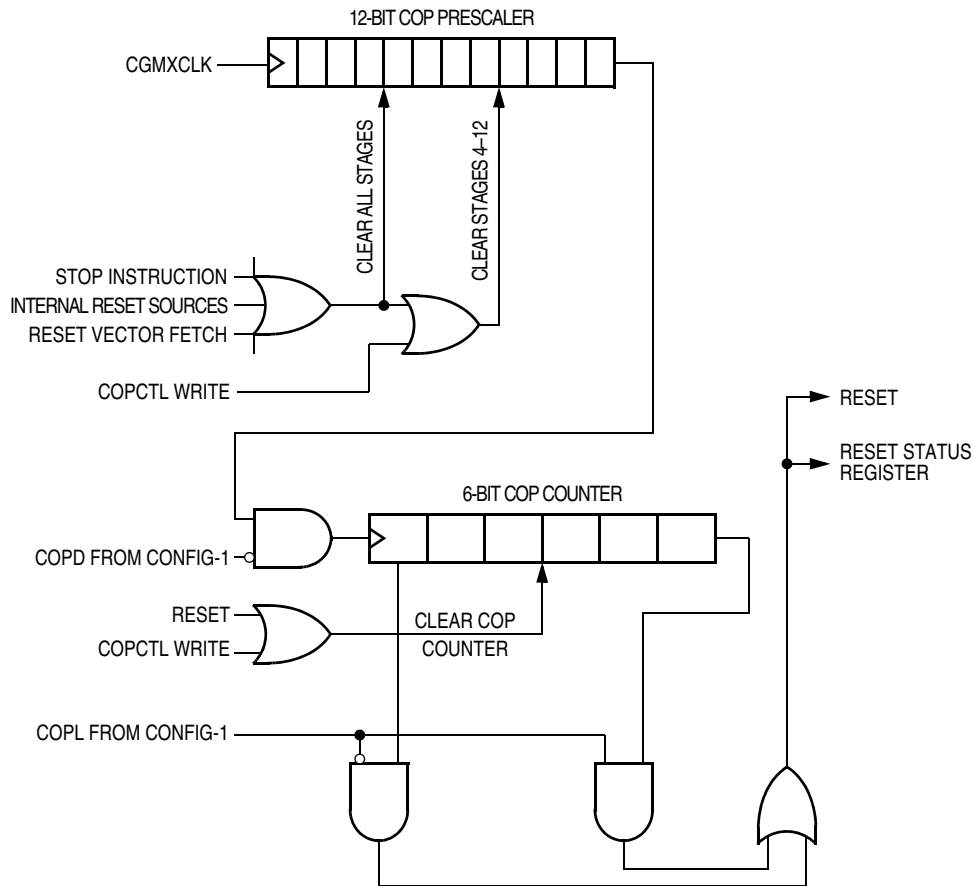 12-BIT COP PRESCALER
CGMXCLK
CLEAR ALL STAGES
CLEAR STAGES 4–12
STOP INSTRUCTION
INTERNAL RESET SOURCES
RESET VECTOR FETCH
COPCTL WRITE
RESET
RESET STATUS
REGISTER
6-BIT COP COUNTER
COPD FROM CONFIG-1
RESET
CLEAR COP
COUNTER
COPCTL WRITE
COPL FROM CONFIG-1